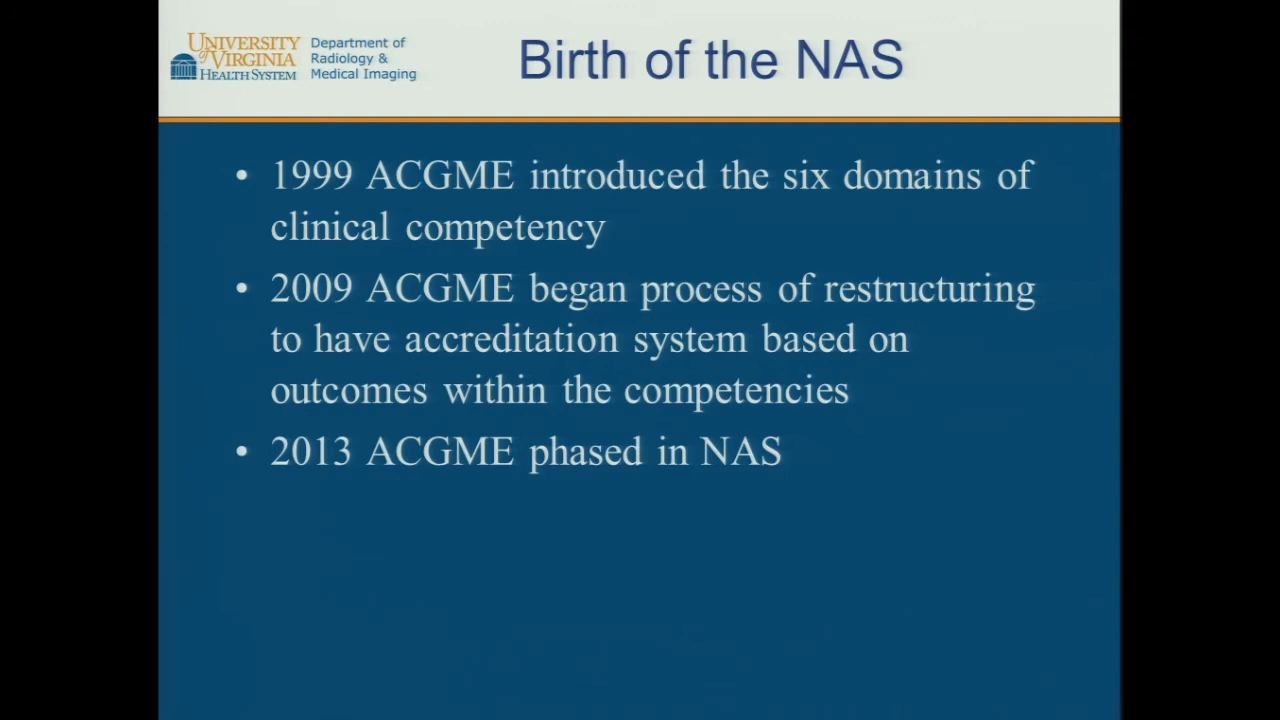 UNIVERSITY
of VIRGINIA
HEALTH SYSTEM
Department of
Radiology &
Medical Imaging
Birth of the NAS
• 1999 ACGME introduced the six domains of
clinical competency
• 2009 ACGME began process of restructuring
to have accreditation system based on
outcomes within the competencies
• 2013 ACGME phased in NAS